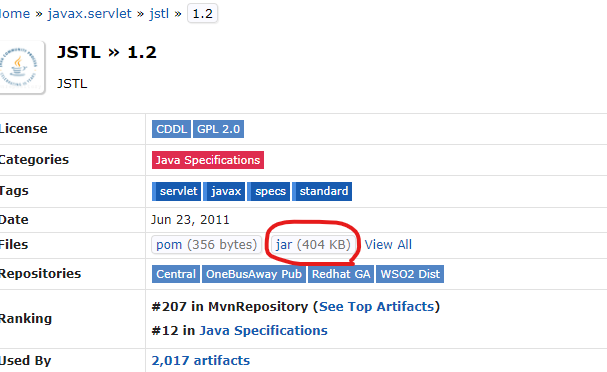 Home » javax.servlet » jstl » 1.2
JSTL » 1.2
JSTL
License CDDL GPL 2.0
Categories Java Specifications
Tags servlet javax specs standard
Date Jun 23, 2011
Files pom (356 bytes) jar (404 KB) View All
Repositories Central OneBusAway Pub Redhat GA WSO2 Dist
Ranking #207 in MvnRepository (See Top Artifacts)
#12 in Java Specifications
Used By 2,017 artifacts